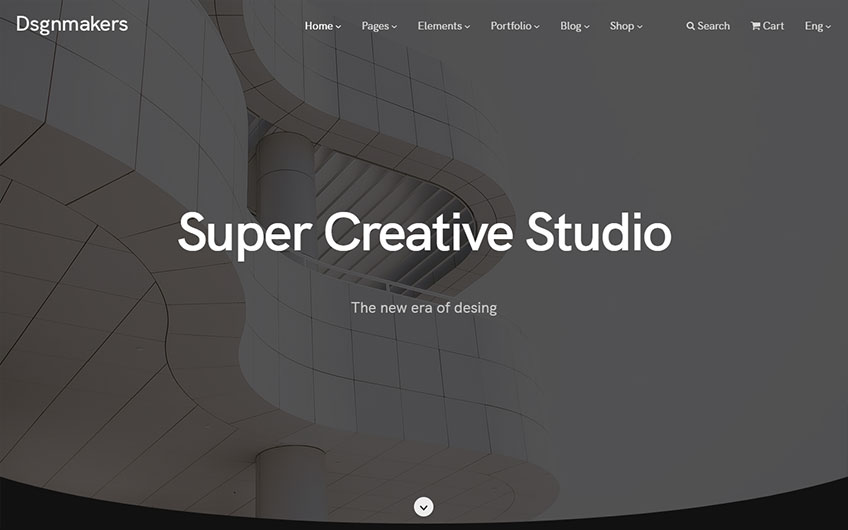 Dsgnmakers
Home Pages Elements Portfolio Blog Shop Search Cart Eng
Super Creative Studio
The new era of desing